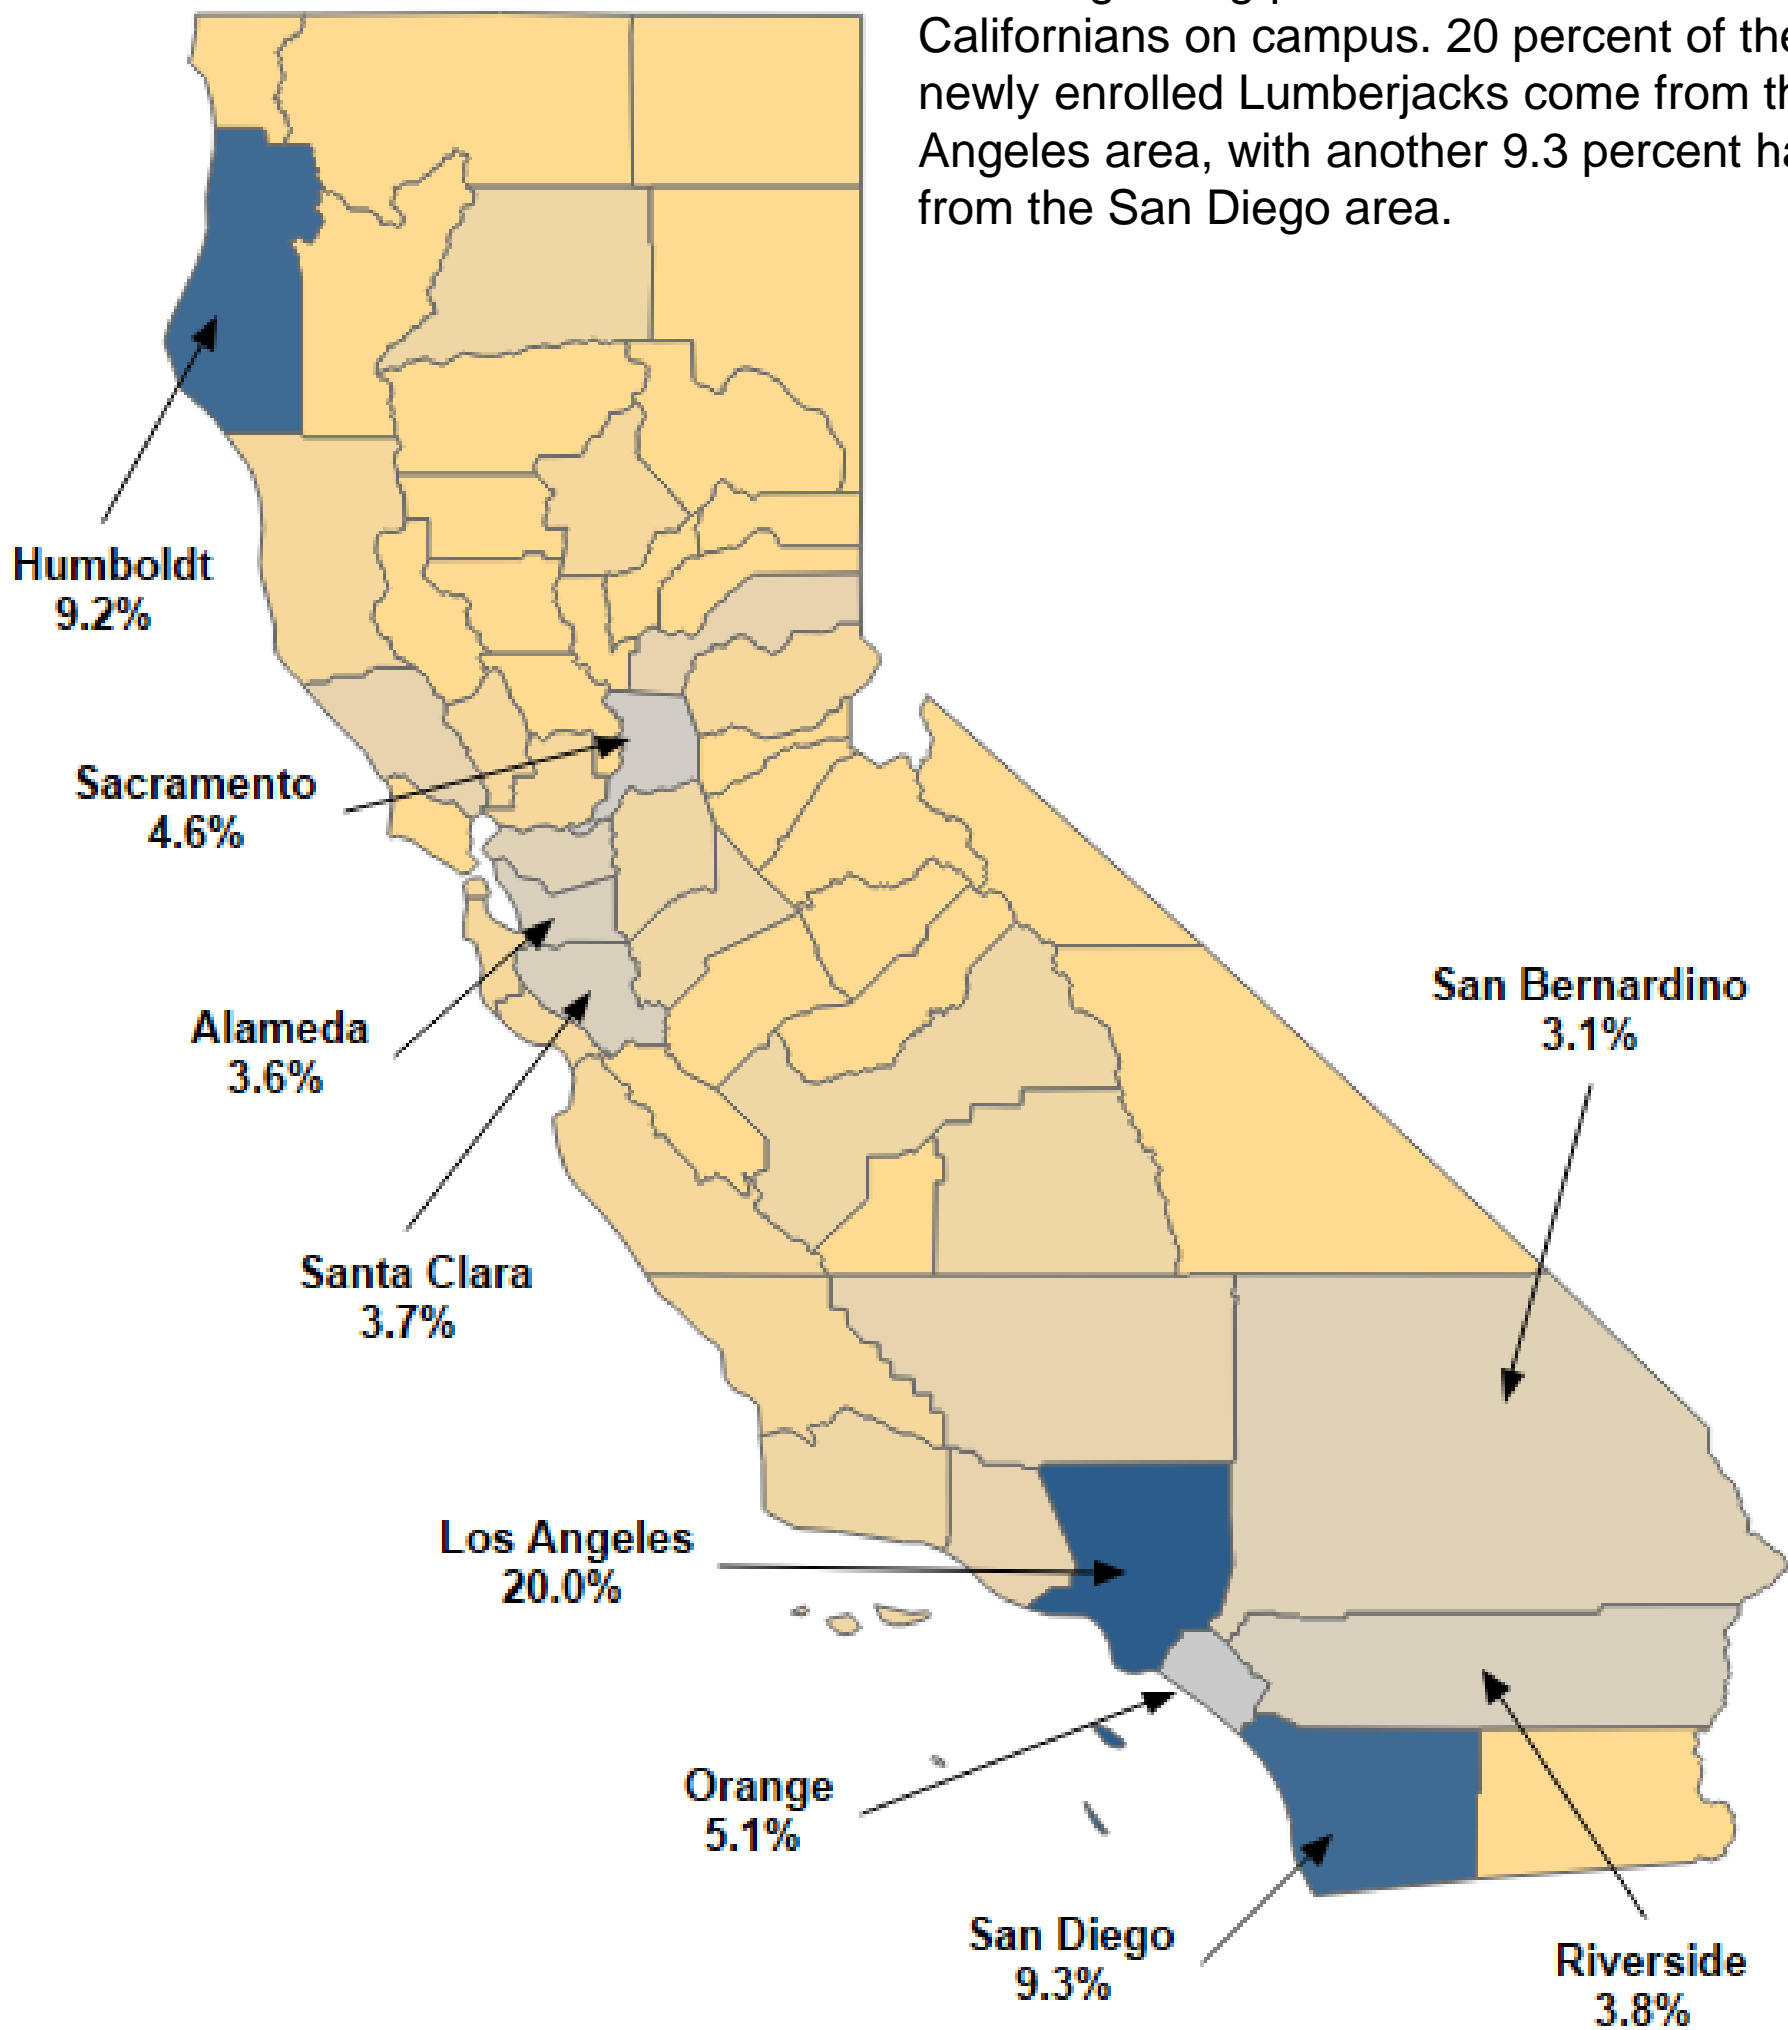 Californians on campus. 20 percent of the
newly enrolled Lumberjacks come from
Angeles area, with another 9.3 percent
from the San Diego area.
Humboldt
9.2%
Sacramento
4.6%
Alameda
3.6%
San Bernardino
3.1%
Santa Clara
3.7%
Los Angeles
20.0%
Orange
5.1%
San Diego
9.3%
Riverside
3.8%